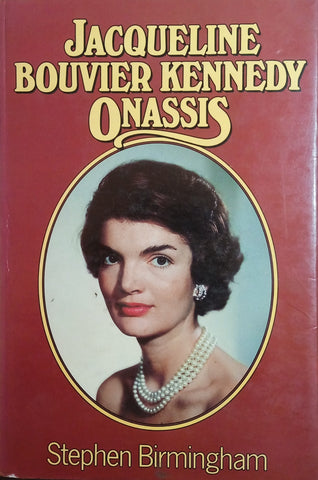 JACQUELINE
BOUVIER KENNEDY
ONASSIS
Stephen Birmingham